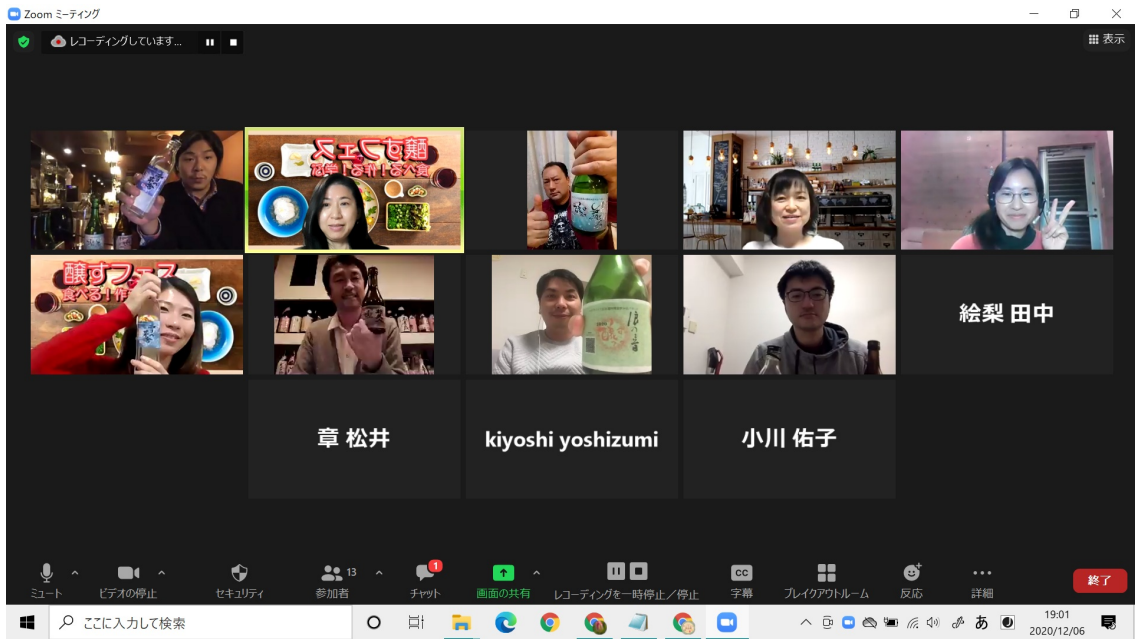 Zoom ミーティング
レコーディングしています...
表示
醸すフェス
食べる！作る！学ぶ
醸すフェス
食べる！作
絵梨 田中
章 松井
kiyoshi yoshizumi
小川 佑子
ミュート
ビデオの停止
セキュリティ
参加者
13
チャット
1
画面の共有
レコーディングを一時停止／停止
CC
字幕
ブレイクアウトルーム
反応
詳細
終了
ここに入力して検索
あ
19:01
2020/12/06